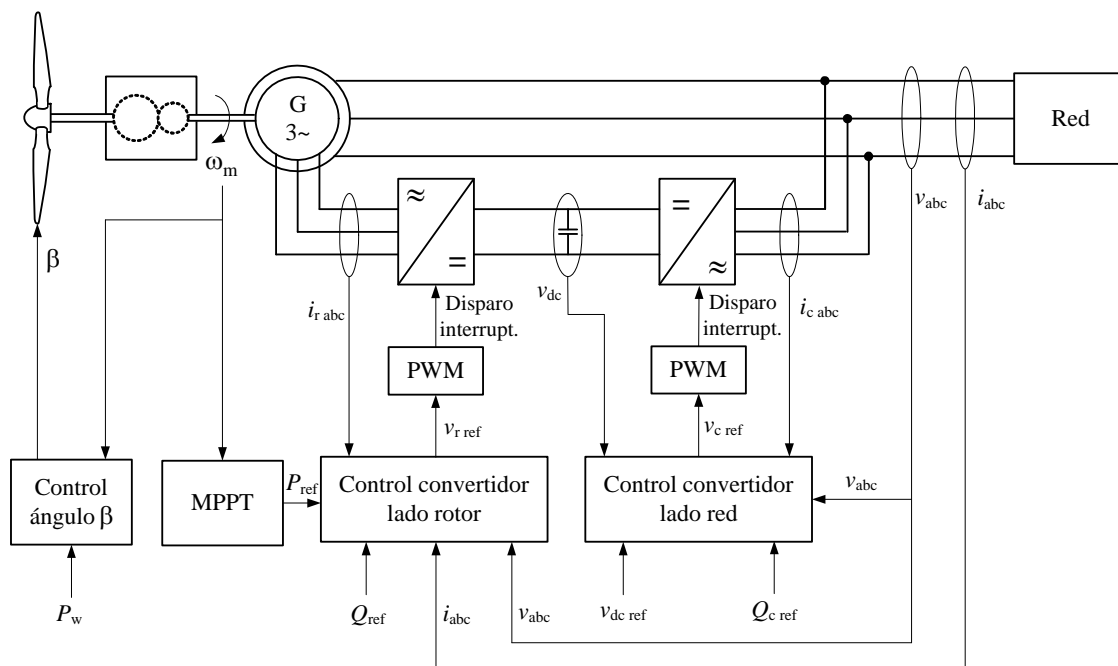 G
3~
Red
ωm
vabc
iabc
β
≈
=
=
≈
vdc
ir abc
Disparo
interrupt.
Disparo
interrupt.
ic abc
PWM
PWM
vr ref
vc ref
Control
ángulo β
MPPT
Pref
Control convertidor
lado rotor
Control convertidor
lado red
vabc
Pw
Qref
iabc
vabc
vdc ref
Qc ref